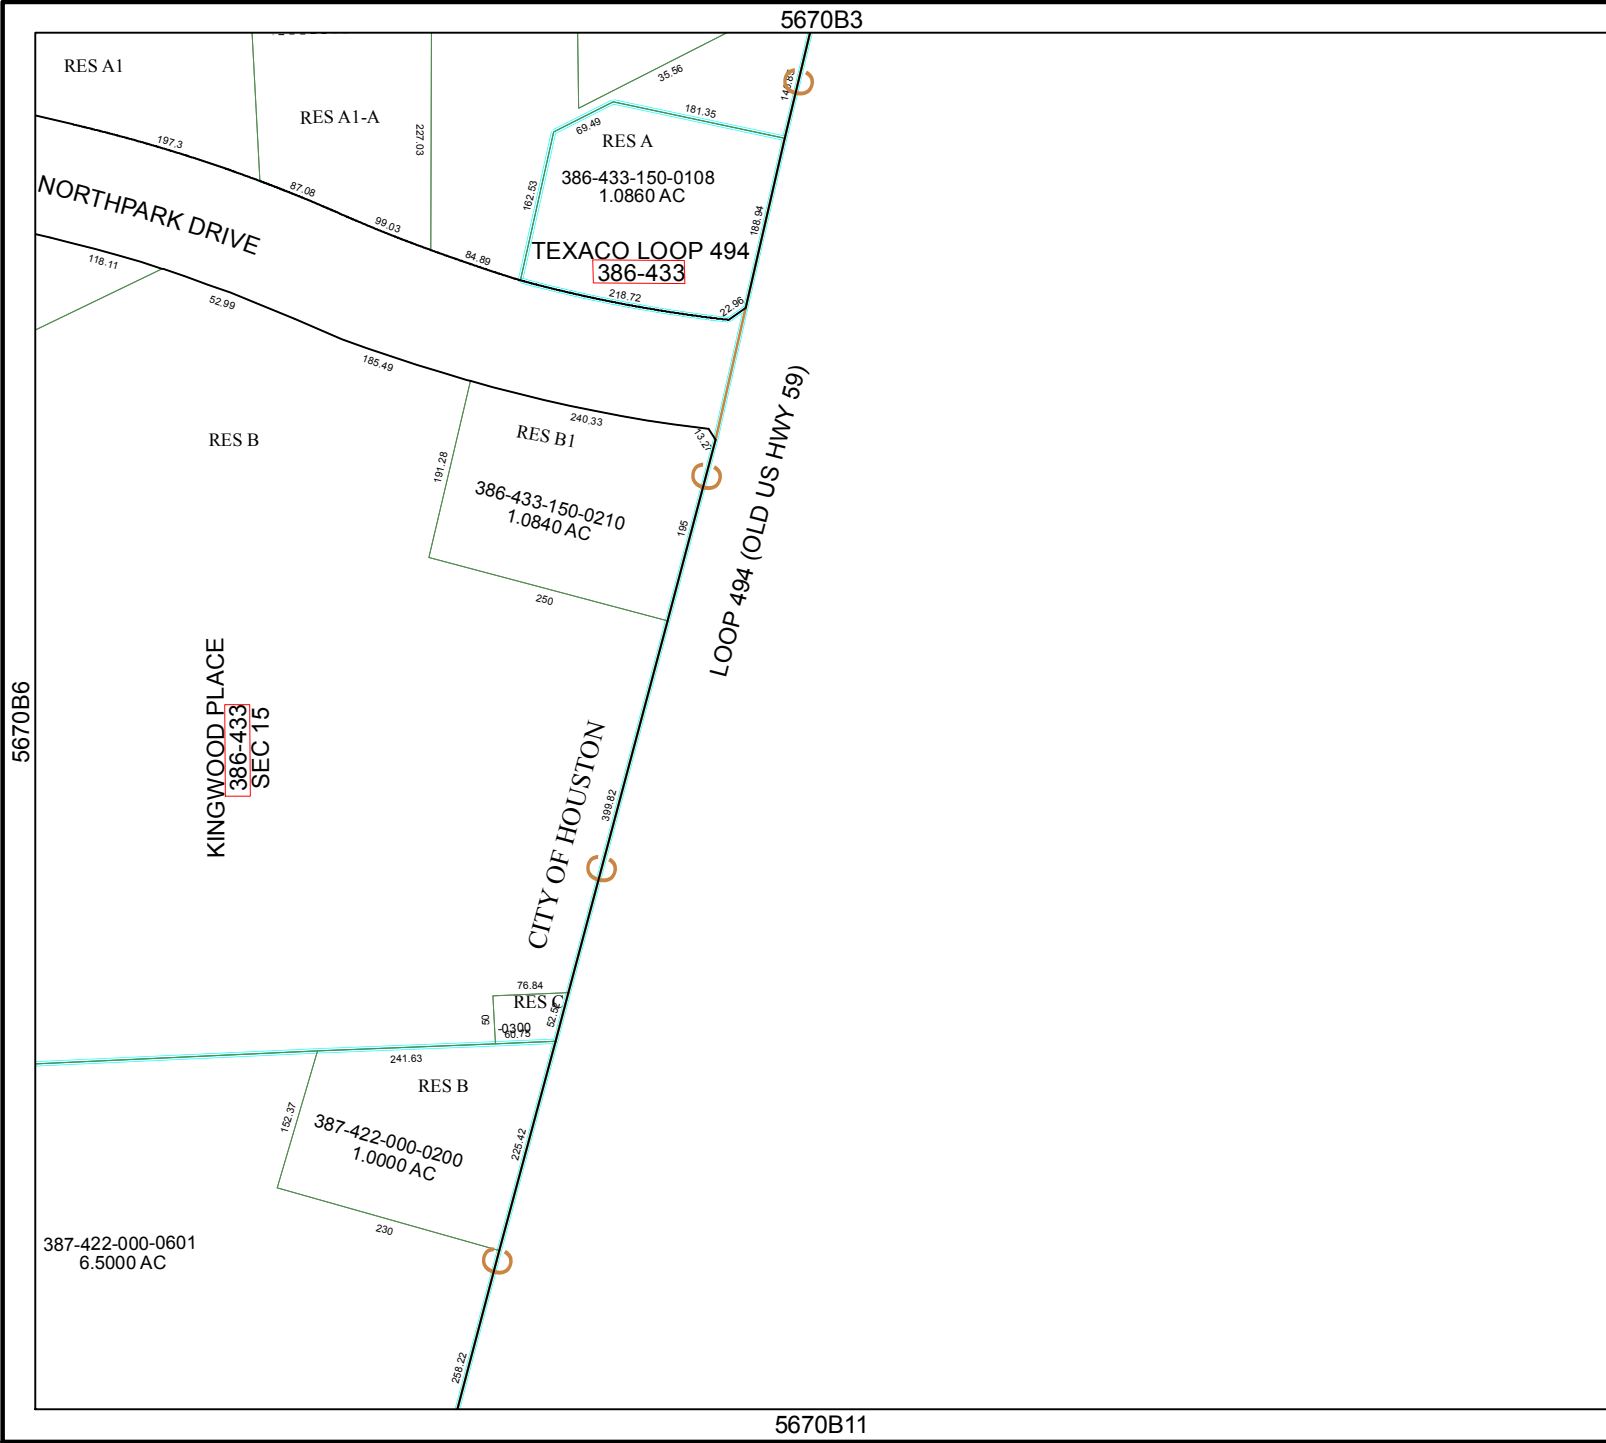 5670B3
RES A1
RES A1-A
197.3
87.08
99.03
227.03
84.89
35.56
181.35
69.49
RES A
386-433-150-0108
1.0860 AC
162.53
188.94
TEXACO LOOP 494
386-433
218.72
22.96
NORTHPARK DRIVE
118.11
52.99
185.49
240.33
13.27
RES B
RES B1
191.28
386-433-150-0210
1.0840 AC
195
250
LOOP 494 (OLD US HWY 59)
5670B6
KINGWOOD PLACE
386-433
SEC 15
CITY OF HOUSTON
399.82
76.84
RES C
50
-0300
60.75
241.63
RES B
152.37
387-422-000-0200
1.0000 AC
225.42
230
387-422-000-0601
6.5000 AC
258.22
5670B11